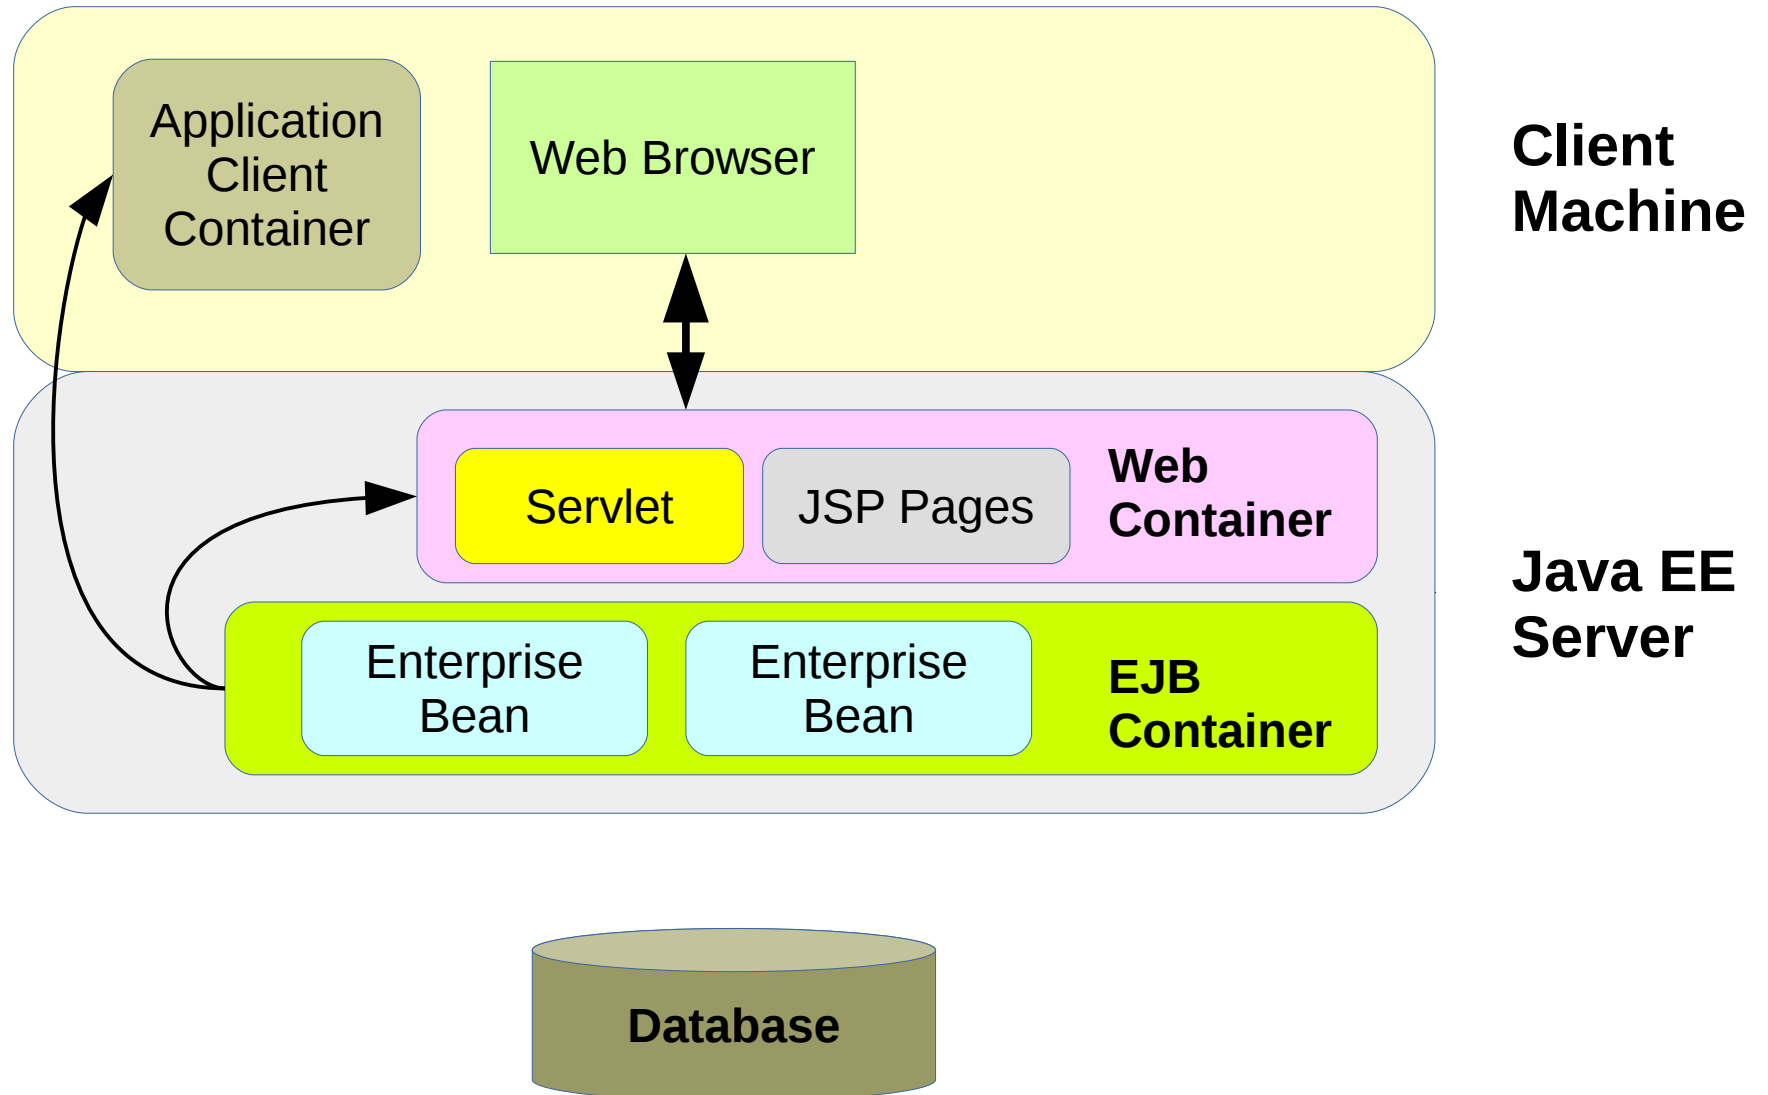 Application
Client
Container
Web Browser
Client
Machine
Servlet
JSP Pages
Web
Container
Java EE
Server
Enterprise
Bean
Enterprise
Bean
EJB
Container
Database